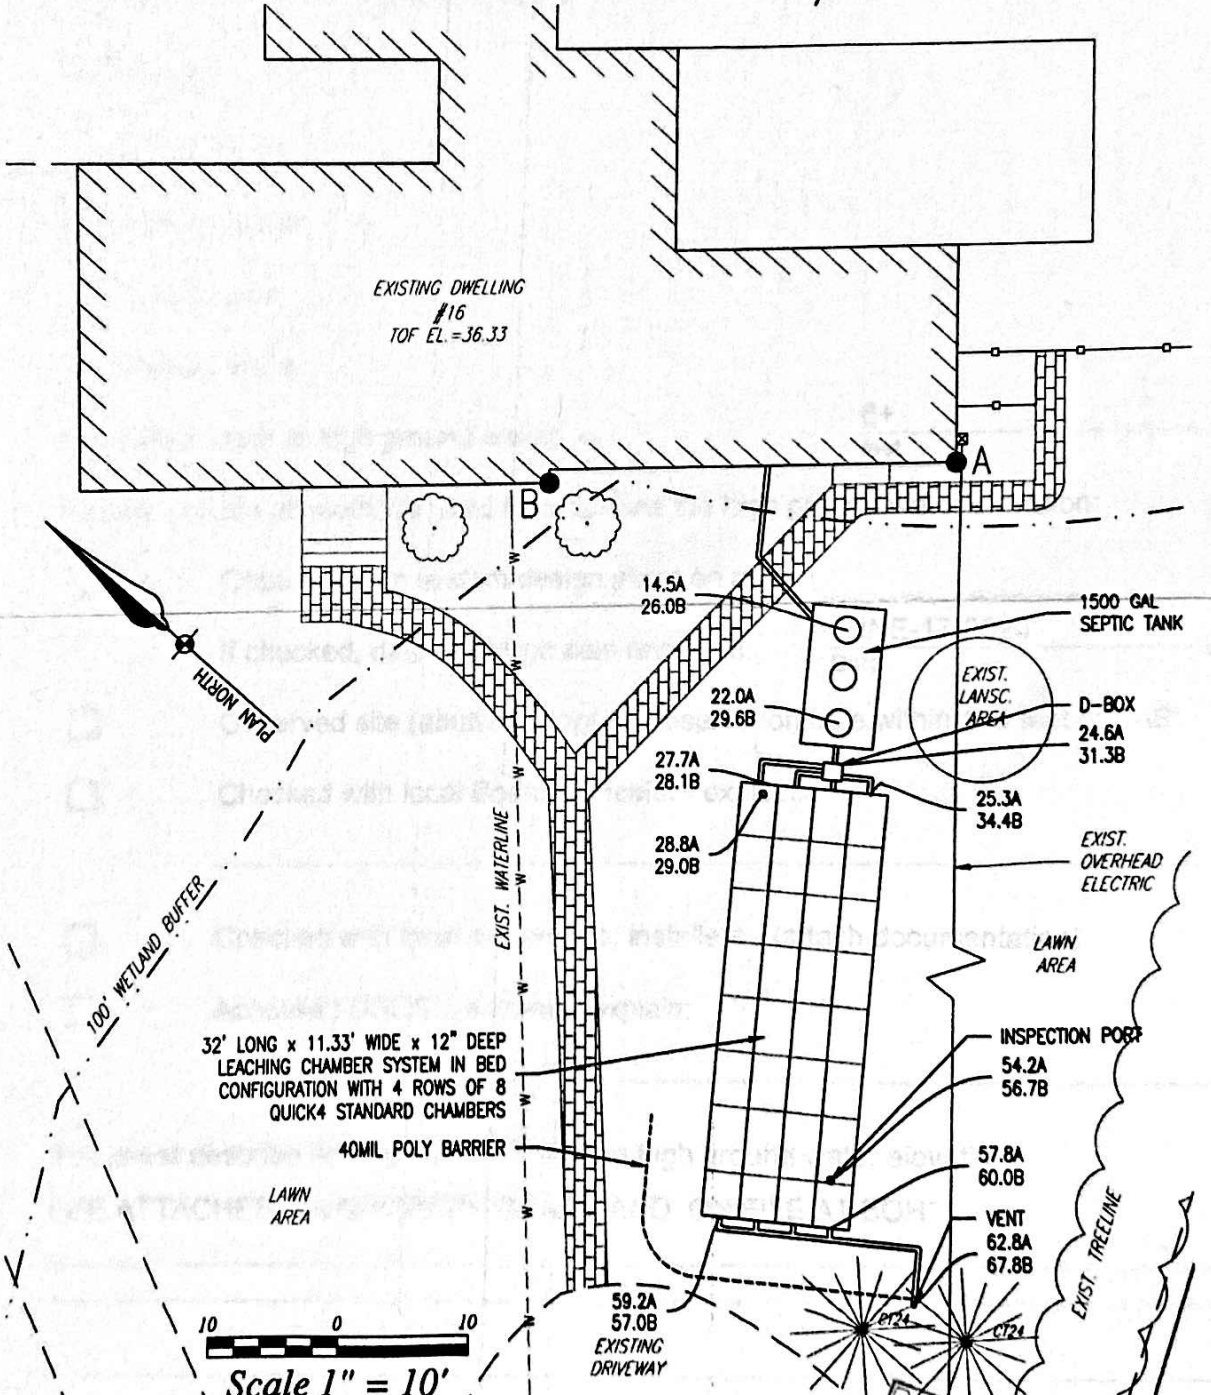 EXISTING DWELLING
#16
TOF EL.=36.33
A
B
14.5A
26.0B
1500 GAL
SEPTIC TANK
EXIST.
LANSC.
AREA
PLAN NORTH
22.0A
29.6B
D-BOX
24.6A
31.3B
27.7A
28.1B
25.3A
34.4B
28.8A
29.0B
EXIST.
OVERHEAD
ELECTRIC
EXIST. WATERLINE
W
W
W
W
W
W
W
W
W
100' WETLAND BUFFER
LAWN
AREA
32' LONG x 11.33' WIDE x 12" DEEP
LEACHING CHAMBER SYSTEM IN BED
CONFIGURATION WITH 4 ROWS OF 8
QUICK4 STANDARD CHAMBERS
INSPECTION PORT
54.2A
56.7B
40MIL POLY BARRIER
57.8A
60.0B
LAWN
AREA
VENT
62.8A
67.8B
EXIST. TREELINE
59.2A
57.0B
EXISTING
DRIVEWAY
CT24
10 0 10
Scale 1" = 10'